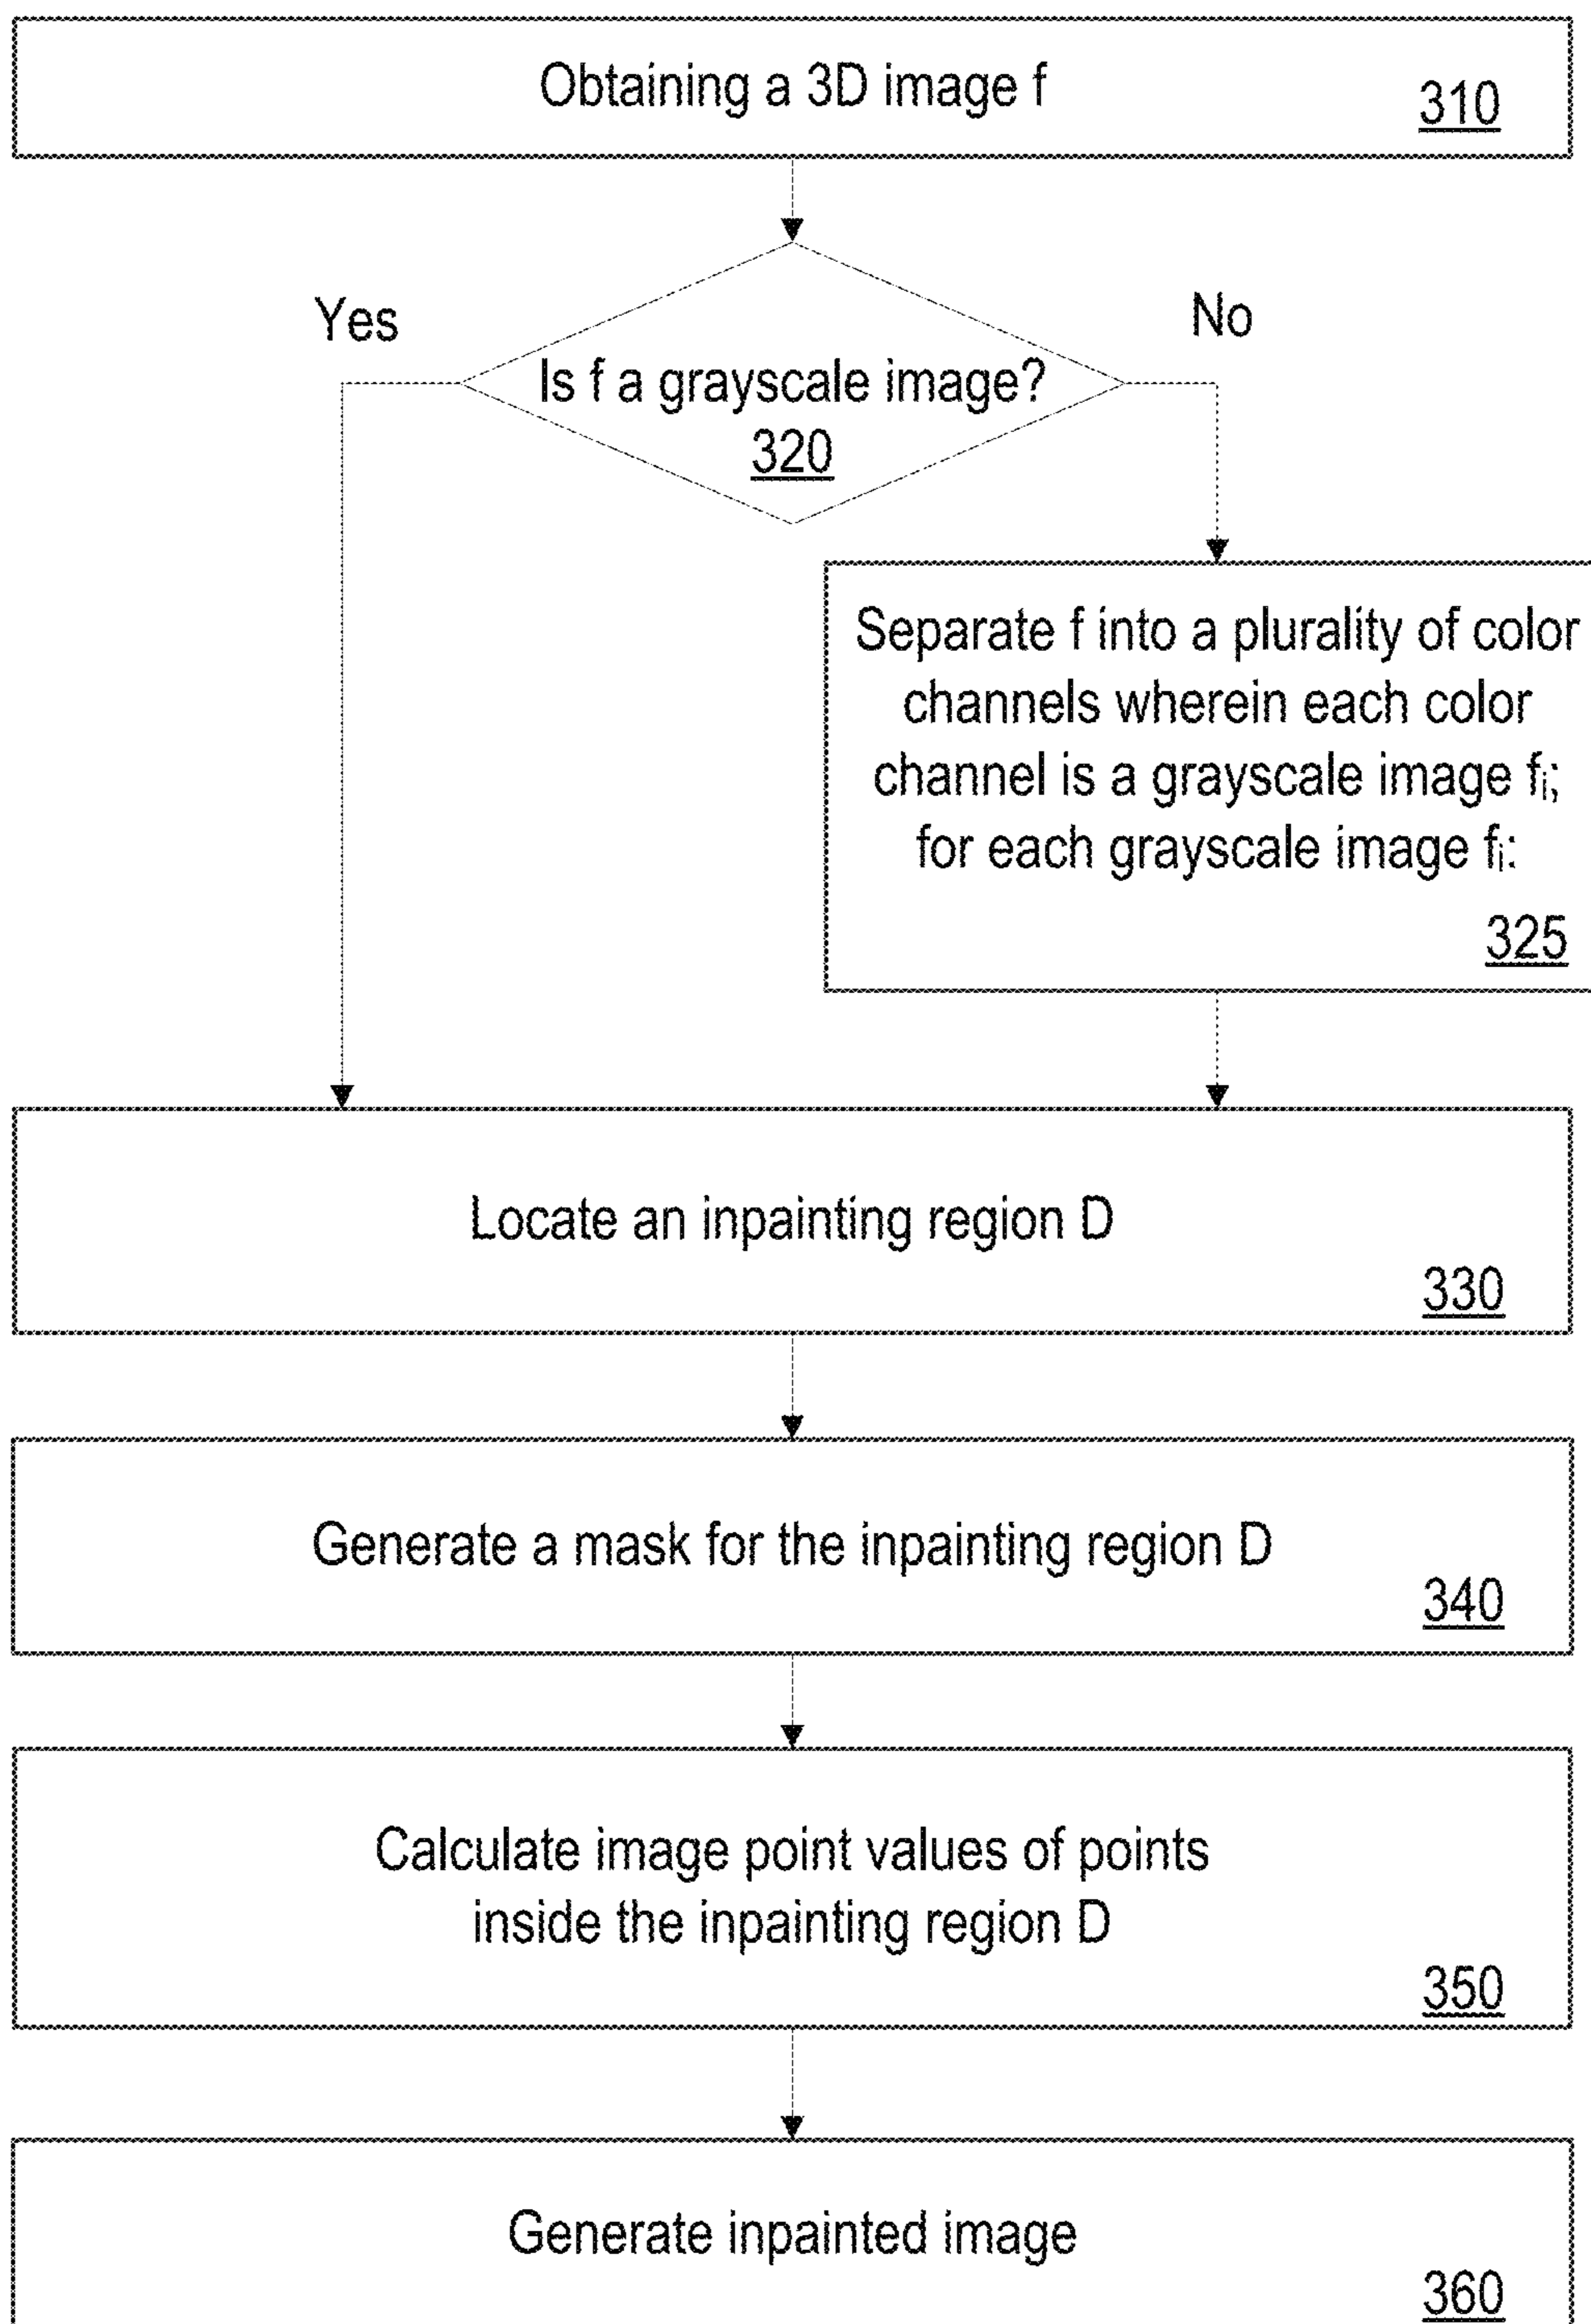 Obtaining a 3D image f
310
Yes
No
Is f a grayscale image?
320
Separate f into a plurality of color
channels wherein each color
channel is a grayscale image fᵢ;
for each grayscale image fᵢ:
325
Locate an inpainting region D
330
Generate a mask for the inpainting region D
340
Calculate image point values of points
inside the inpainting region D
350
Generate inpainted image
360